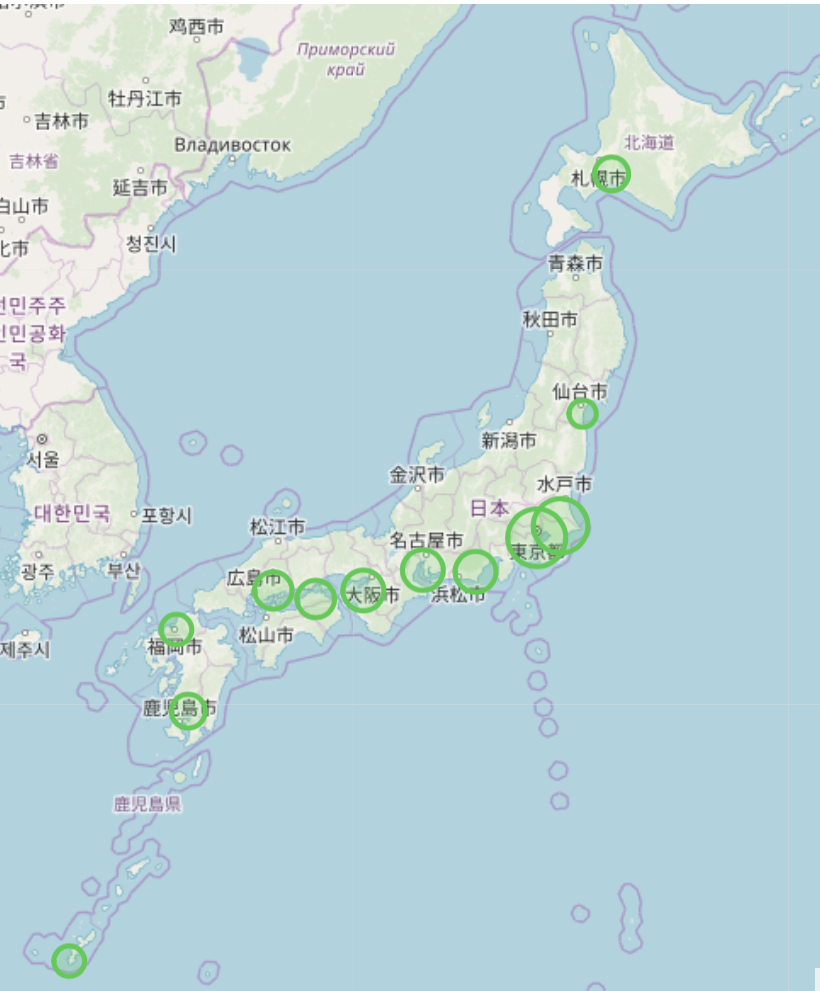 鸡西市
Приморский
край
牡丹江市
吉林市
Владивосток
吉林省
延吉市
白山市
청진시
北海道
札幌市
青森市
秋田市
仙台市
新潟市
서울
金沢市
水戸市
日本
대한민국
포항시
松江市
名古屋市
東京都
광주
부산
広島市
大阪市
浜松市
제주시
福岡市
松山市
鹿児島市
鹿児島県